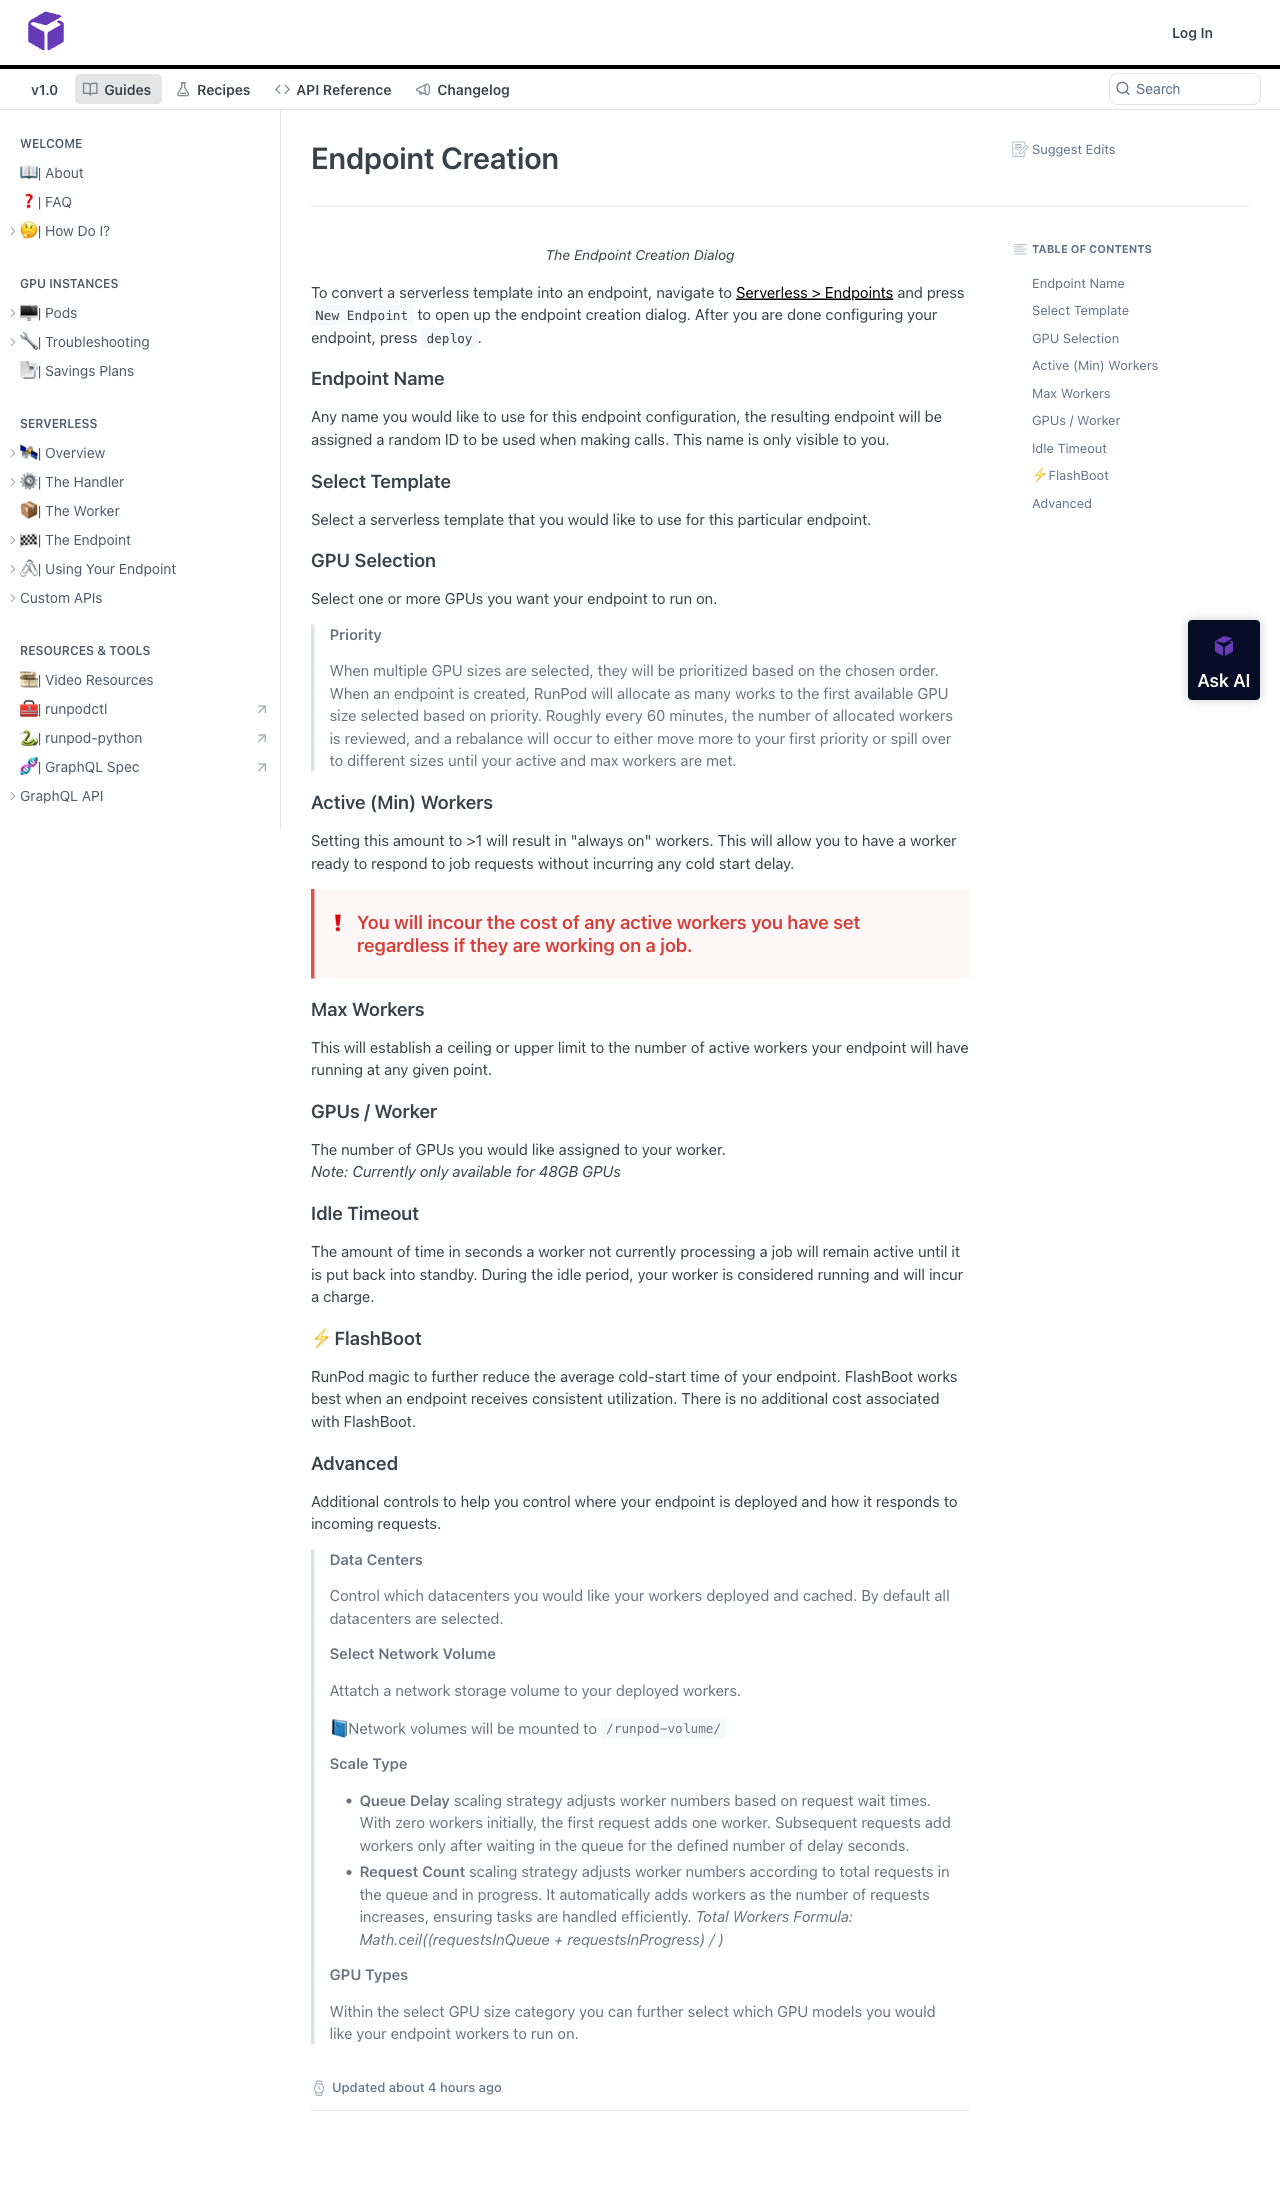 Log In
v1.0
Guides
Recipes
API Reference
Changelog
Search
WELCOME
📖| About
❓| FAQ
🤔| How Do I?
GPU INSTANCES
🖥️| Pods
🔧| Troubleshooting
📑| Savings Plans
SERVERLESS
🛰️| Overview
⚙️| The Handler
📦| The Worker
🏁| The Endpoint
🖇️| Using Your Endpoint
Custom APIs
RESOURCES & TOOLS
| Video Resources
🧰| runpodctl
🐍| runpod-python
🧬| GraphQL Spec
GraphQL API
Endpoint Creation
Suggest Edits
The Endpoint Creation Dialog
To convert a serverless template into an endpoint, navigate to Serverless > Endpoints and press
New Endpoint to open up the endpoint creation dialog. After you are done configuring your
endpoint, press deploy .
Endpoint Name
Any name you would like to use for this endpoint configuration, the resulting endpoint will be
assigned a random ID to be used when making calls. This name is only visible to you.
Select Template
Select a serverless template that you would like to use for this particular endpoint.
GPU Selection
Select one or more GPUs you want your endpoint to run on.
Priority
When multiple GPU sizes are selected, they will be prioritized based on the chosen order.
When an endpoint is created, RunPod will allocate as many works to the first available GPU
size selected based on priority. Roughly every 60 minutes, the number of allocated workers
is reviewed, and a rebalance will occur to either move more to your first priority or spill over
to different sizes until your active and max workers are met.
Active (Min) Workers
Setting this amount to >1 will result in "always on" workers. This will allow you to have a worker
ready to respond to job requests without incurring any cold start delay.
❗ You will incour the cost of any active workers you have set
regardless if they are working on a job.
Max Workers
This will establish a ceiling or upper limit to the number of active workers your endpoint will have
running at any given point.
GPUs / Worker
The number of GPUs you would like assigned to your worker.
Note: Currently only available for 48GB GPUs
Idle Timeout
The amount of time in seconds a worker not currently processing a job will remain active until it
is put back into standby. During the idle period, your worker is considered running and will incur
a charge.
⚡ FlashBoot
RunPod magic to further reduce the average cold-start time of your endpoint. FlashBoot works
best when an endpoint receives consistent utilization. There is no additional cost associated
with FlashBoot.
Advanced
Additional controls to help you control where your endpoint is deployed and how it responds to
incoming requests.
Data Centers
Control which datacenters you would like your workers deployed and cached. By default all
datacenters are selected.
Select Network Volume
Attatch a network storage volume to your deployed workers.
📘Network volumes will be mounted to /runpod-volume/
Scale Type
• Queue Delay scaling strategy adjusts worker numbers based on request wait times.
With zero workers initially, the first request adds one worker. Subsequent requests add
workers only after waiting in the queue for the defined number of delay seconds.
• Request Count scaling strategy adjusts worker numbers according to total requests in
the queue and in progress. It automatically adds workers as the number of requests
increases, ensuring tasks are handled efficiently. Total Workers Formula:
Math.ceil((requestsInQueue + requestsInProgress) / )
GPU Types
Within the select GPU size category you can further select which GPU models you would
like your endpoint workers to run on.
Updated about 4 hours ago
TABLE OF CONTENTS
Endpoint Name
Select Template
GPU Selection
Active (Min) Workers
Max Workers
GPUs / Worker
Idle Timeout
⚡FlashBoot
Advanced
Ask AI